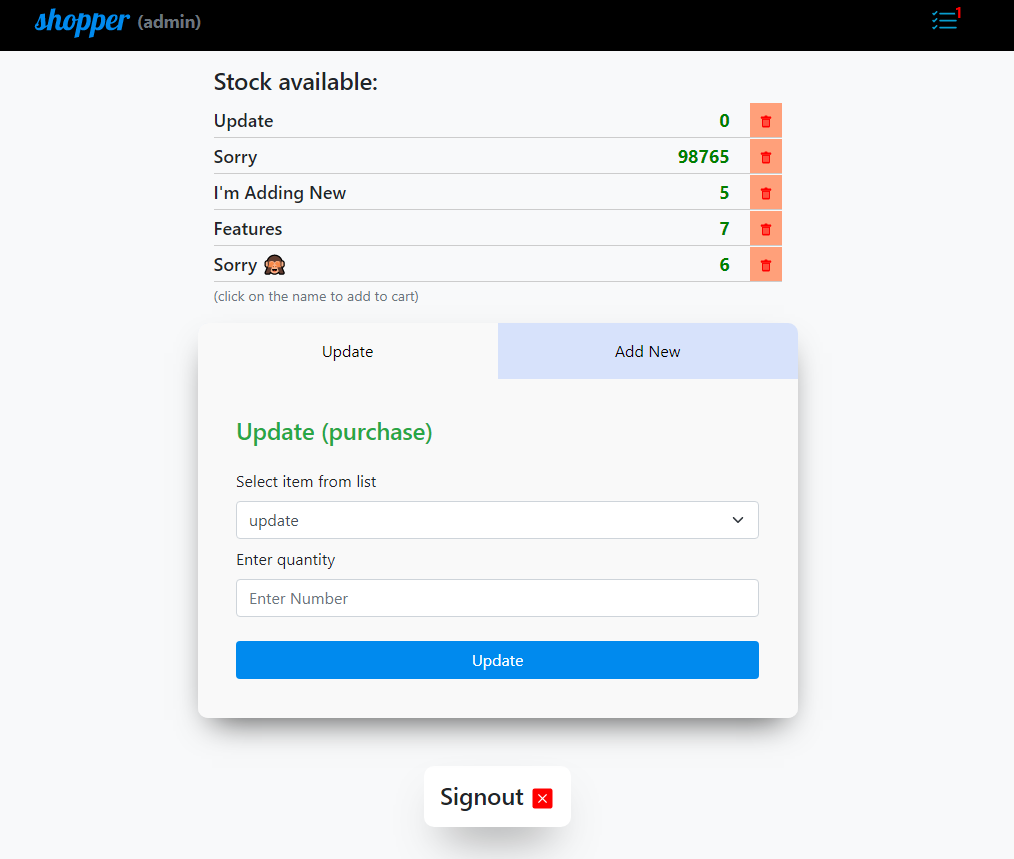 shopper (admin) 1
Stock available:
Update 0
Sorry 98765
I'm Adding New 5
Features 7
Sorry 🙈 6
(click on the name to add to cart)
Update Add New
Update (purchase)
Select item from list
update
Enter quantity
Enter Number
Update
Signout